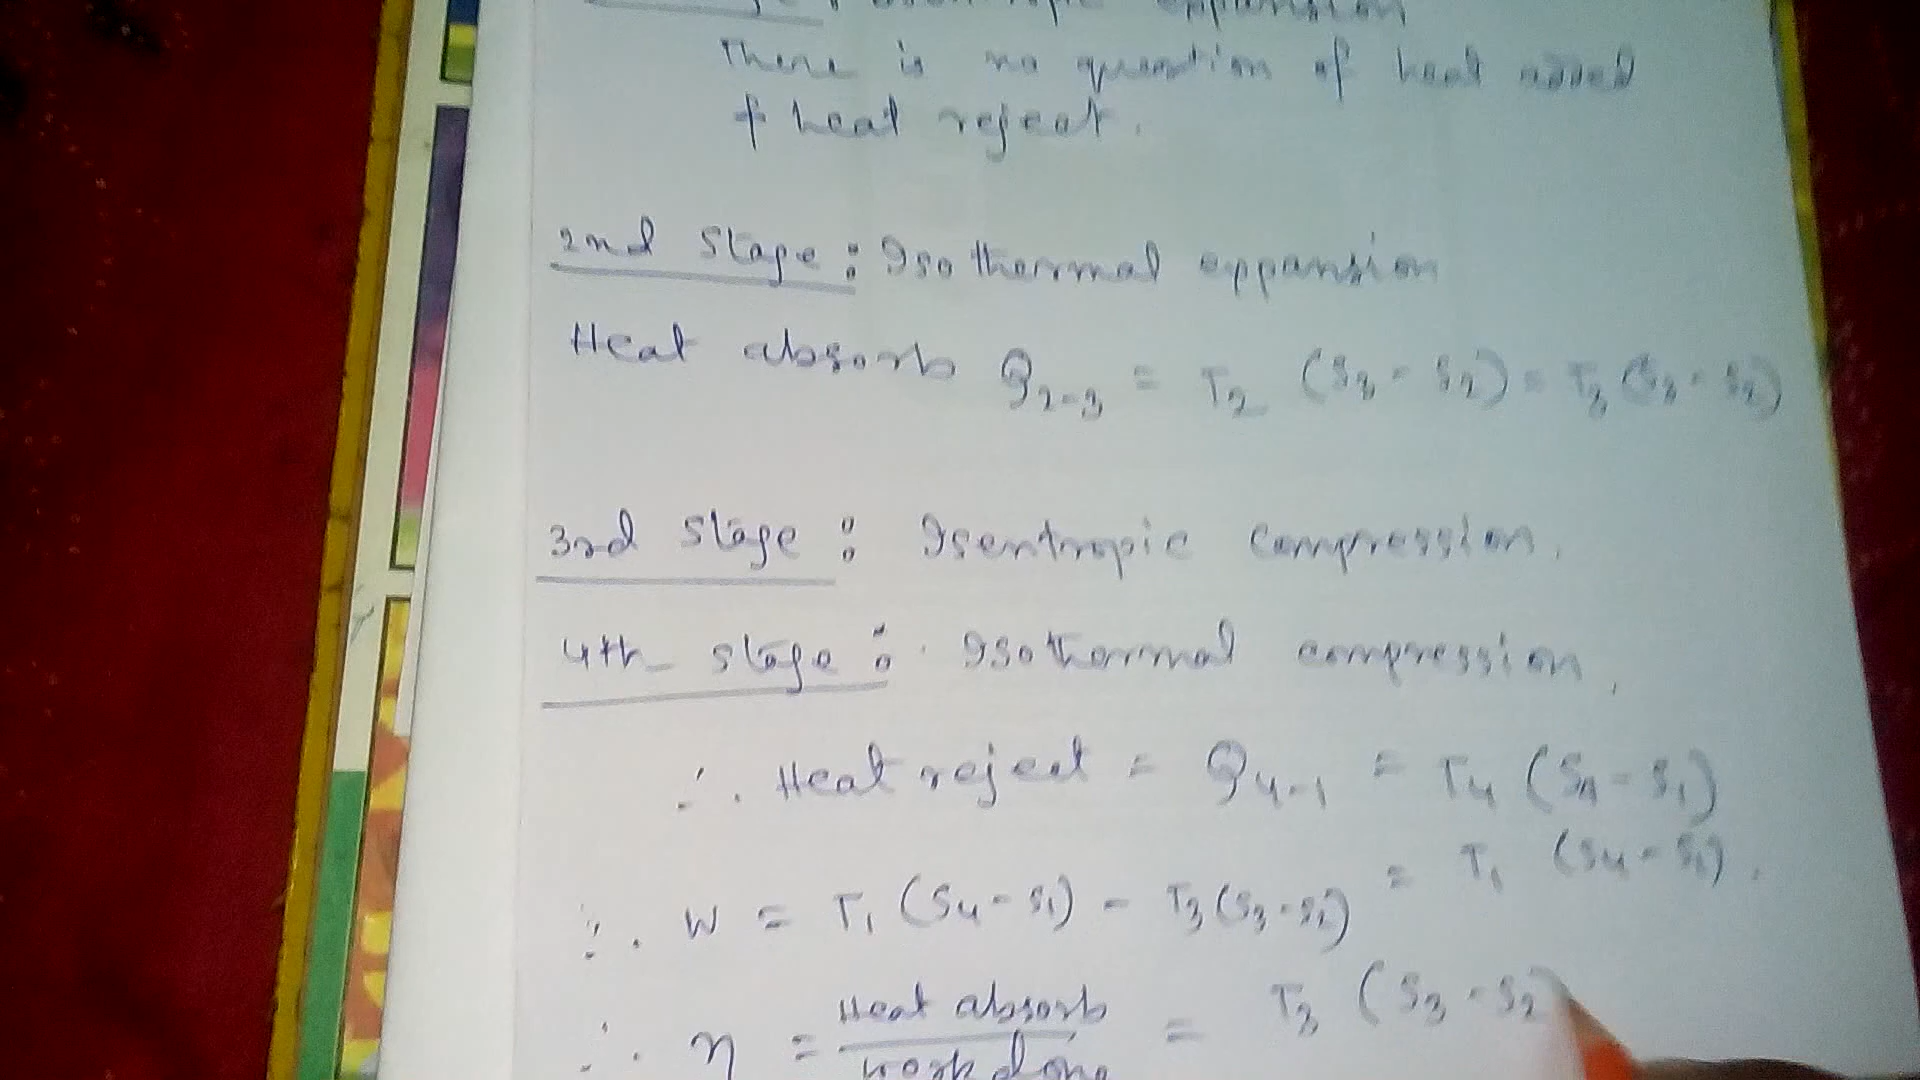 expansion
There is no question of heat added
& heat reject.
2nd Stage : Isothermal expansion
Heat absorb Q2-3 = T2 (S3 - S2) = T3 (S3 - S2)
3rd Stage : Isentropic compression.
4th stage : Isothermal compression.
∴ Heat reject = Q4-1 = T4 (S4 - S1)
= T1 (S4 - S1).
∴ W = T1 (S4 - S1) - T3 (S3 - S2)
∴ η = Heat absorb / work done = T3 (S3 - S2)